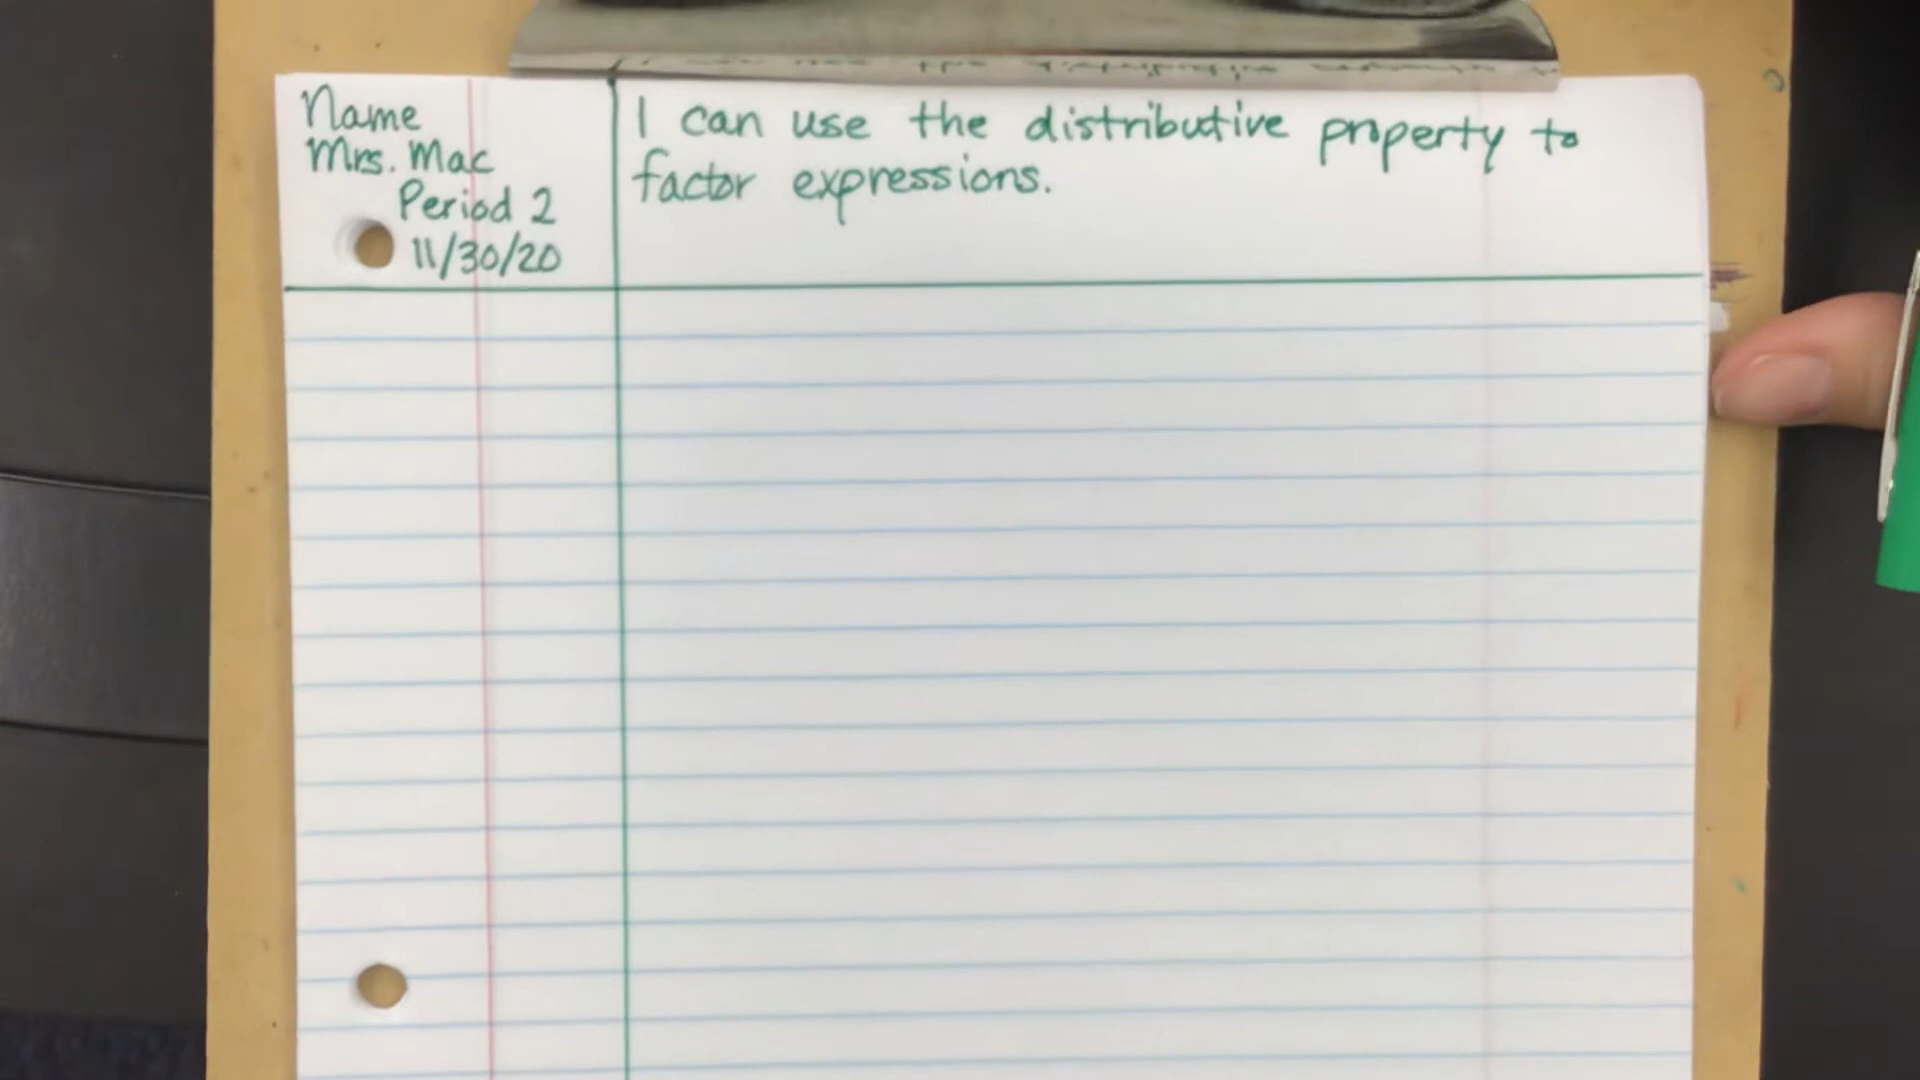 Name
Mrs. Mac
Period 2
11/30/20
I can use the distributive property to
factor expressions.